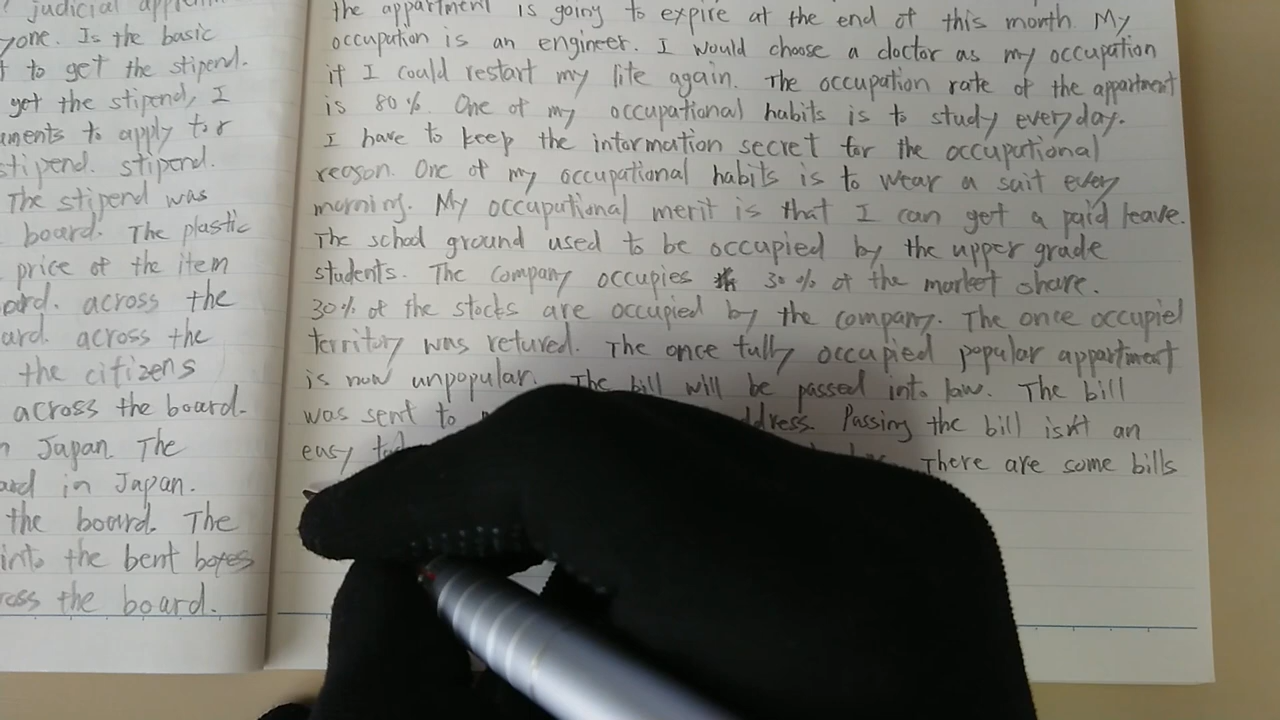 judicial
yone. Is the basic
to get the stipend.
get the stipend, I
uments to apply for
stipend. stipend.
The stipend was
board. The plastic
price of the item
oard. across the
ard. across the
the citizens
across the board.
Japan. The
ard in Japan.
the board. The
into the bent boxes
ross the board.
the appartment is going to expire at the end of this month. My
occupation is an engineer. I would choose a doctor as my occupation
if I could restart my life again. The occupation rate of the appartment
is 80%. One of my occupational habits is to study everyday.
I have to keep the information secret for the occupational
reason. One of my occupational habits is to wear a suit every
morning. My occupational merit is that I can get a paid leave.
The school ground used to be occupied by the upper grade
students. The company occupies 30% of the market share.
30% of the stocks are occupied by the company. The once occupied
territory was retured. The once fully occupied popular appartment
is now unpopular. The bill will be passed into law. The bill
was sent to ddress. Passing the bill isn't an
easy There are some bills